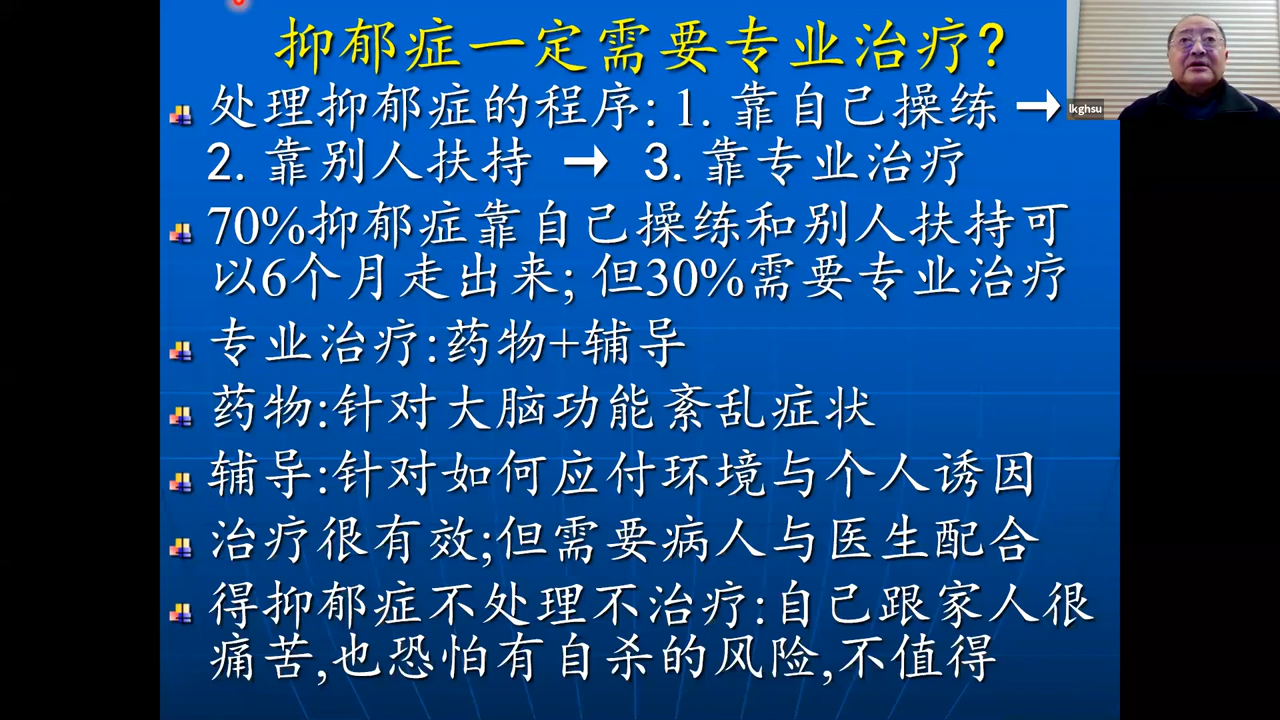 抑郁症一定需要专业治疗?
处理抑郁症的程序: 1. 靠自己操练 →
2. 靠别人扶持 → 3. 靠专业治疗
70%抑郁症靠自己操练和别人扶持可
以6个月走出来; 但30%需要专业治疗
专业治疗:药物+辅导
药物:针对大脑功能紊乱症状
辅导:针对如何应付环境与个人诱因
治疗很有效;但需要病人与医生配合
得抑郁症不处理不治疗:自己跟家人很
痛苦,也恐怕有自杀的风险,不值得
lkghsu